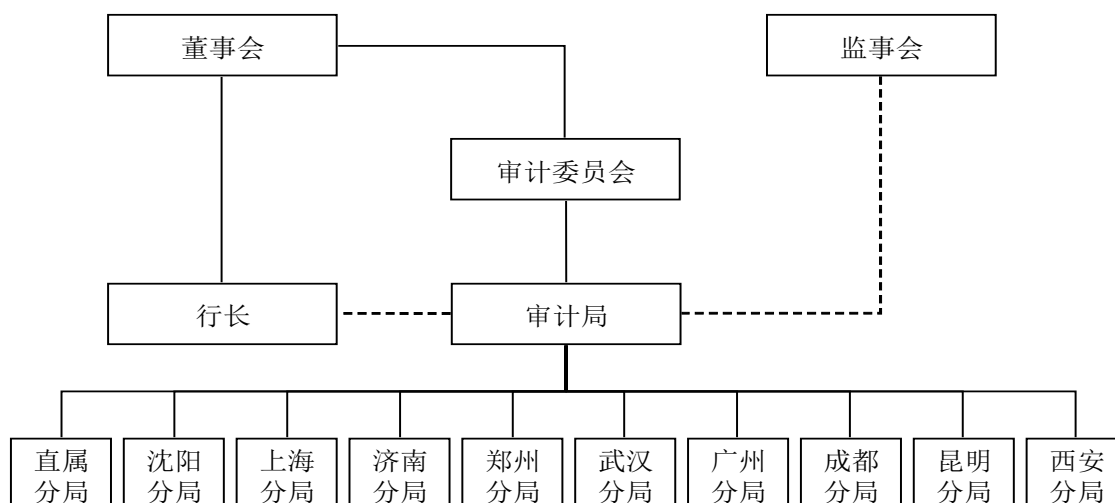 董事会
监事会
审计委员会
行长
审计局
直属
分局
沈阳
分局
上海
分局
济南
分局
郑州
分局
武汉
分局
广州
分局
成都
分局
昆明
分局
西安
分局